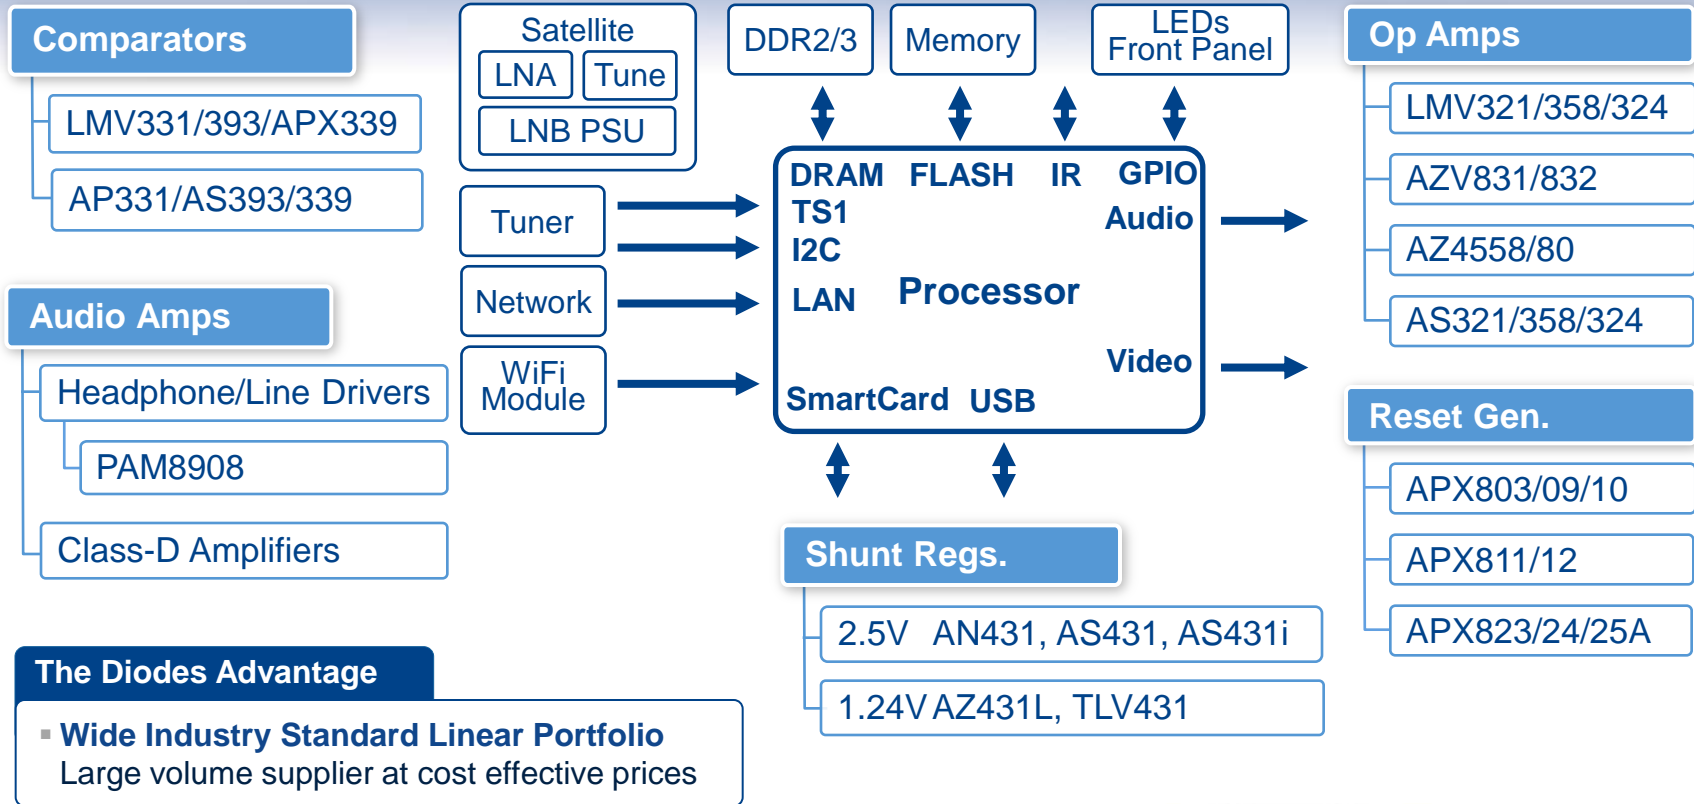 Comparators
LMV331/393/APX339
AP331/AS393/339
Audio Amps
Headphone/Line Drivers
PAM8908
Class-D Amplifiers
Satellite
LNA
Tune
LNB PSU
Tuner
Network
WiFi
Module
DDR2/3
Memory
LEDs
Front Panel
DRAM FLASH IR GPIO
TS1
Audio
I2C
LAN
Processor
Video
SmartCard USB
Shunt Regs.
2.5V AN431, AS431, AS431i
1.24V AZ431L, TLV431
Op Amps
LMV321/358/324
AZV831/832
AZ4558/80
AS321/358/324
Reset Gen.
APX803/09/10
APX811/12
APX823/24/25A
The Diodes Advantage
Wide Industry Standard Linear Portfolio
Large volume supplier at cost effective prices